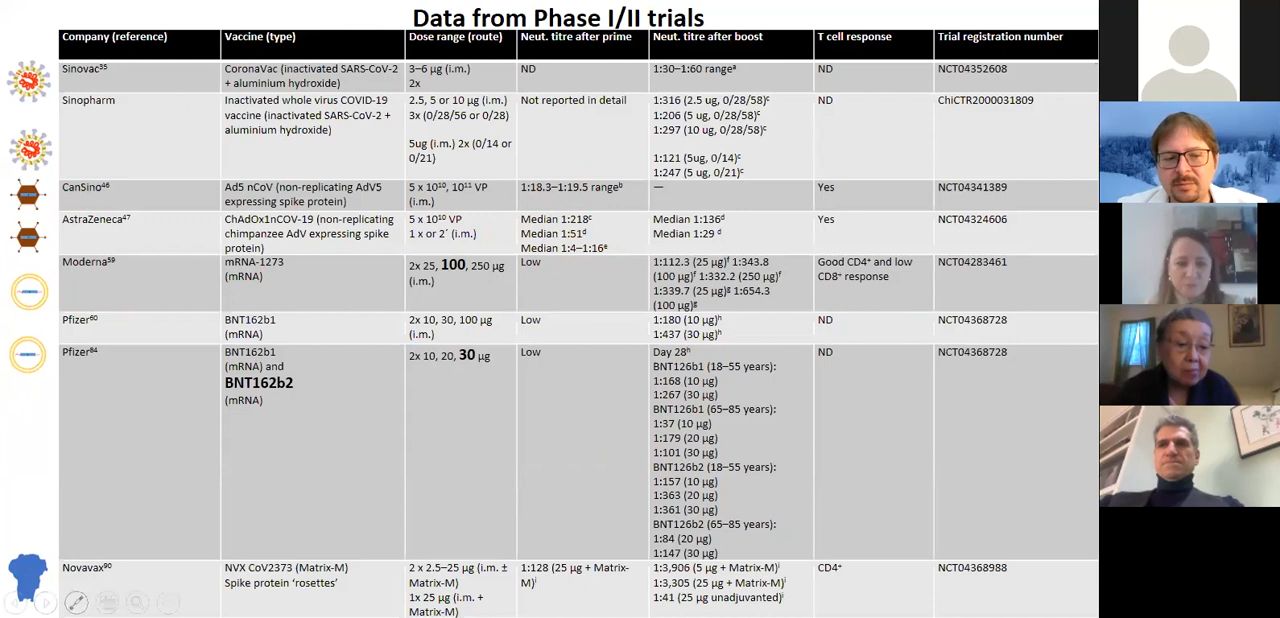 Data from Phase I/II trials
Company (reference) Vaccine (type) Dose range (route) Neut. titre after prime Neut. titre after boost T cell response Trial registration number
Sinovac³⁵ CoronaVac (inactivated SARS-CoV-2 3–6 µg (i.m.) ND 1:30–1:60 rangeᵃ ND NCT04352608
+ aluminium hydroxide) 2x
Sinopharm Inactivated whole virus COVID-19 2.5, 5 or 10 µg (i.m.) Not reported in detail 1:316 (2.5 ug, 0/28/58)ᶜ ND ChiCTR2000031809
vaccine (inactivated SARS-CoV-2 + 3x (0/28/56 or 0/28) 1:206 (5 ug, 0/28/58)ᶜ
aluminium hydroxide) 1:297 (10 ug, 0/28/58)ᶜ
5ug (i.m.) 2x (0/14 or
0/21) 1:121 (5ug, 0/14)ᶜ
1:247 (5 ug, 0/21)ᶜ
CanSino⁴⁶ Ad5 nCoV (non-replicating AdV5 5 x 10¹⁰, 10¹¹ VP 1:18.3–1:19.5 rangeᵇ — Yes NCT04341389
expressing spike protein) (i.m.)
AstraZeneca⁴⁷ ChAdOx1nCOV-19 (non-replicating 5 x 10¹⁰ VP Median 1:218ᶜ Median 1:136ᵈ Yes NCT04324606
chimpanzee AdV expressing spike 1 x or 2´ (i.m.) Median 1:51ᵈ Median 1:29 ᵈ
protein) Median 1:4–1:16ᵉ
Moderna⁵⁹ mRNA-1273 2x 25, 100, 250 µg Low 1:112.3 (25 µg)ᶠ 1:343.8 Good CD4⁺ and low NCT04283461
(mRNA) (i.m.) (100 µg)ᶠ 1:332.2 (250 µg)ᶠ CD8⁺ response
1:339.7 (25 µg)ᵍ 1:654.3
(100 µg)ᵍ
Pfizer⁶⁰ BNT162b1 2x 10, 30, 100 µg Low 1:180 (10 µg)ʰ ND NCT04368728
(mRNA) (i.m.) 1:437 (30 µg)ʰ
Pfizer⁸⁴ BNT162b1 2x 10, 20, 30 µg Low Day 28ʰ ND NCT04368728
(mRNA) and BNT126b1 (18–55 years):
BNT162b2 1:168 (10 µg)
(mRNA) 1:267 (30 µg)
BNT126b1 (65–85 years):
1:37 (10 µg)
1:179 (20 µg)
1:101 (30 µg)
BNT126b2 (18–55 years):
1:157 (10 µg)
1:363 (20 µg)
1:361 (30 µg)
BNT126b2 (65–85 years):
1:84 (20 µg)
1:147 (30 µg)
Novavax⁹⁰ NVX CoV2373 (Matrix-M) 2 x 2.5–25 µg (i.m. ± 1:128 (25 µg + Matrix- 1:3,906 (5 µg + Matrix-M)ⁱ CD4⁺ NCT04368988
Spike protein ‘rosettes’ Matrix-M) M)ⁱ 1:3,305 (25 µg + Matrix-M)ⁱ
1x 25 µg (i.m. + 1:41 (25 µg unadjuvanted)ⁱ
Matrix-M)